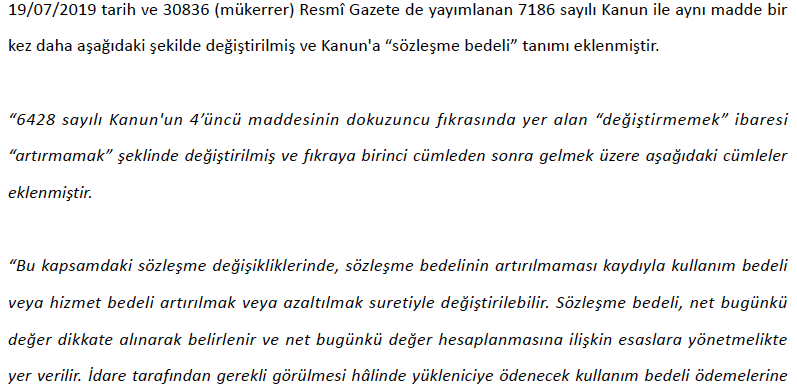 19/07/2019 tarih ve 30836 (mükerrer) Resmî Gazete de yayımlanan 7186 sayılı Kanun ile aynı madde bir
kez daha aşağıdaki şekilde değiştirilmiş ve Kanun'a “sözleşme bedeli” tanımı eklenmiştir.
“6428 sayılı Kanun'un 4’üncü maddesinin dokuzuncu fıkrasında yer alan “değiştirmemek” ibaresi
“artırmamak” şeklinde değiştirilmiş ve fıkraya birinci cümleden sonra gelmek üzere aşağıdaki cümleler
eklenmiştir.
“Bu kapsamdaki sözleşme değişikliklerinde, sözleşme bedelinin artırılmaması kaydıyla kullanım bedeli
veya hizmet bedeli artırılmak veya azaltılmak suretiyle değiştirilebilir. Sözleşme bedeli, net bugünkü
değer dikkate alınarak belirlenir ve net bugünkü değer hesaplanmasına ilişkin esaslara yönetmelikte
yer verilir. İdare tarafından gerekli görülmesi hâlinde yükleniciye ödenecek kullanım bedeli ödemelerine